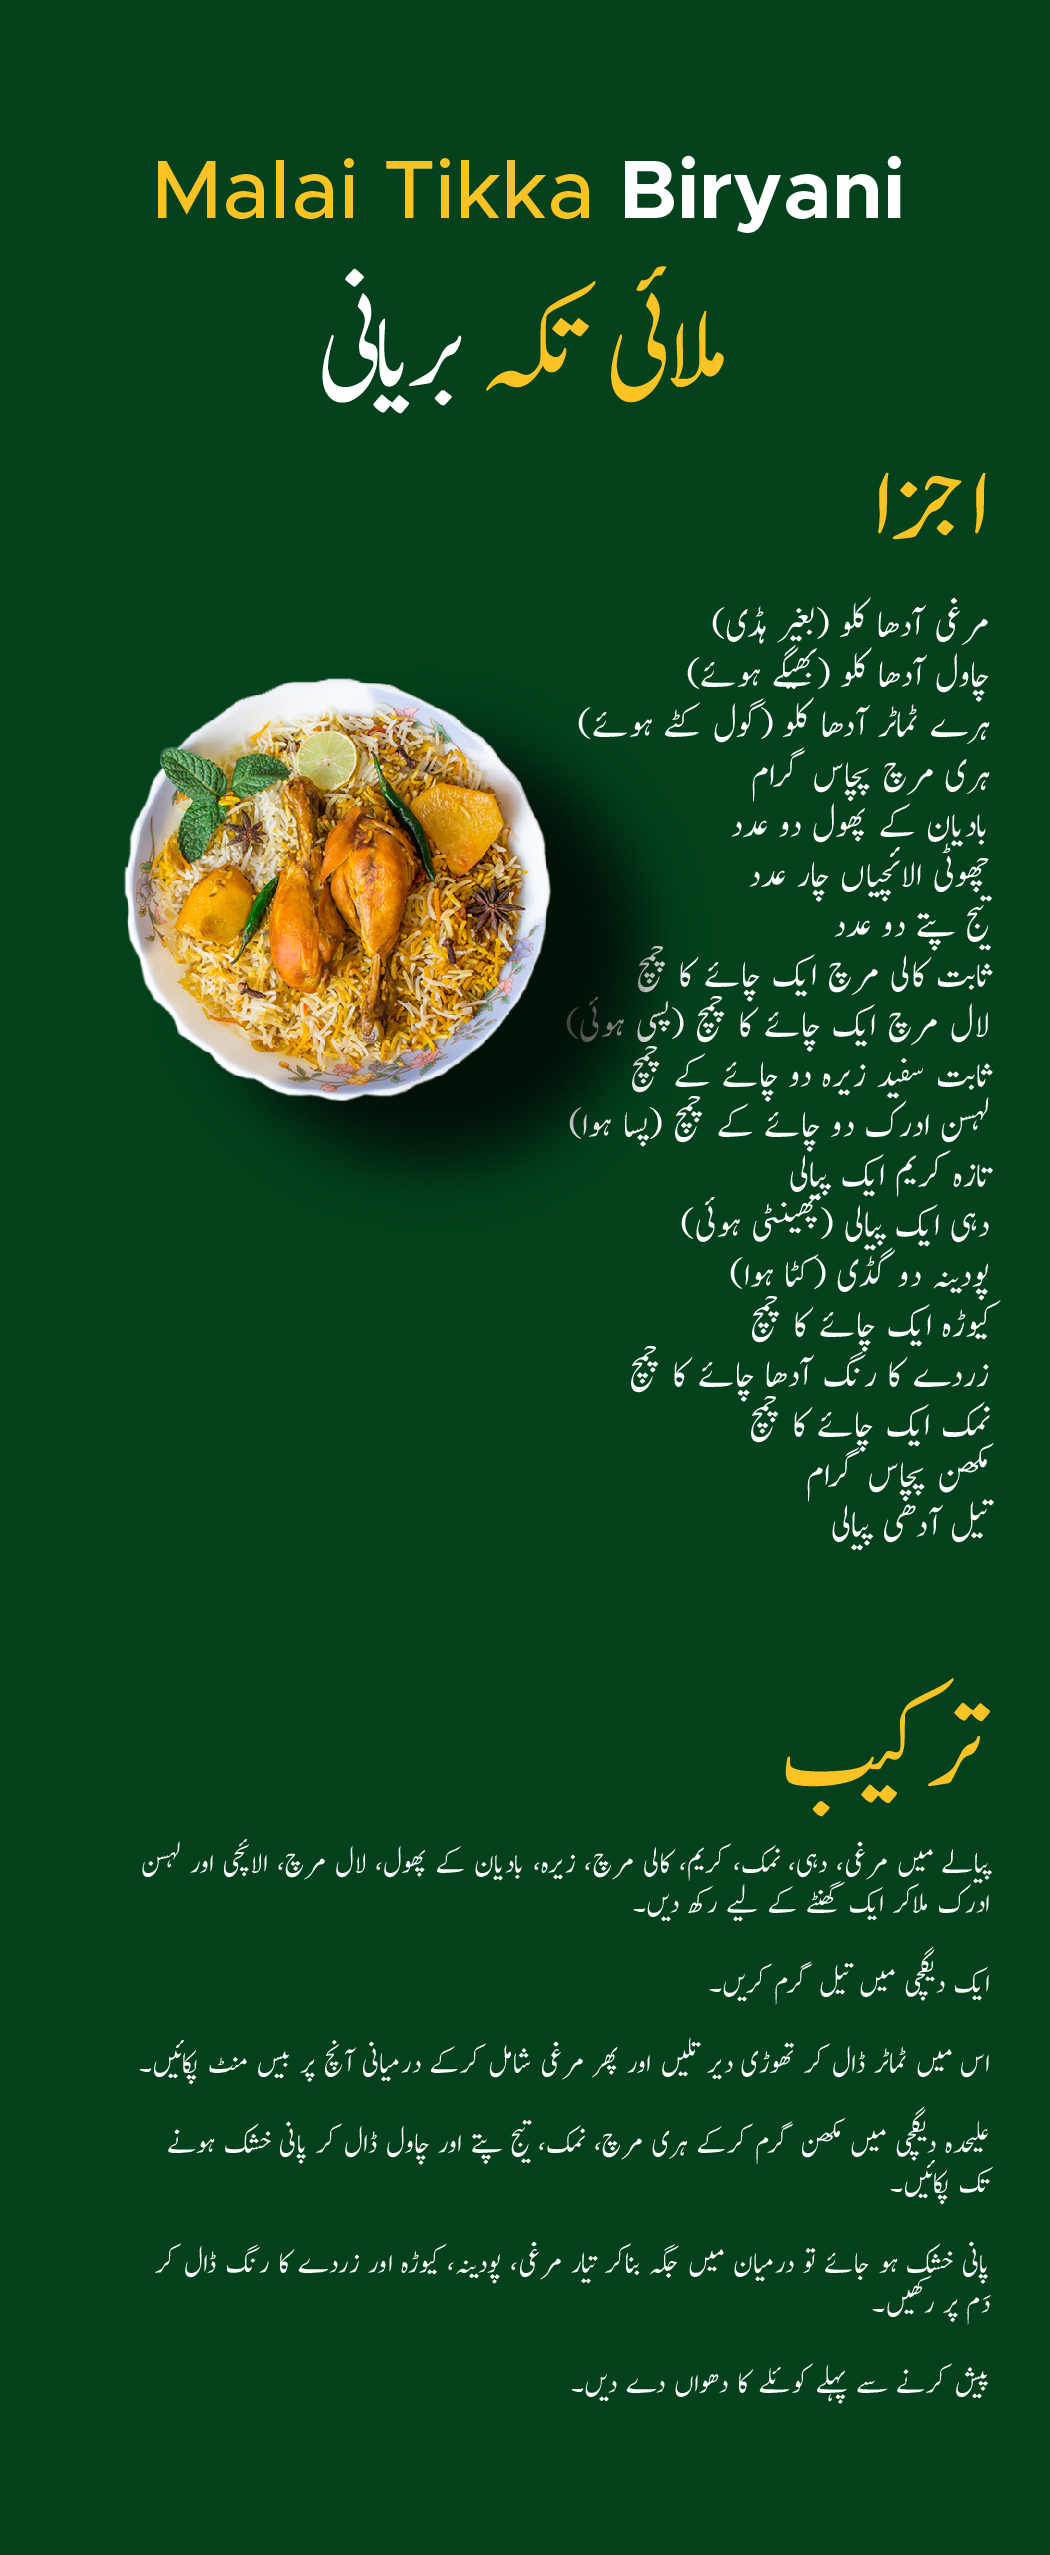 Malai Tikka Biryani
ملائی تکہ بریانی
اجزا
مرغی آدھا کلو (بغیر ہڈی)
چاول آدھا کلو (بھیگے ہوئے)
ہرے ٹماٹر آدھا کلو (گول کٹے ہوئے)
ہری مرچ پچاس گرام
بادیان کے پھول دو عدد
چھوٹی الائچیاں چار عدد
تیج پتے دو عدد
ثابت کالی مرچ ایک چائے کا چمچ
لال مرچ ایک چائے کا چمچ (پسی ہوئی)
ثابت سفید زیرہ دو چائے کے چمچ
لہسن ادرک دو چائے کے چمچ (پسا ہوا)
تازہ کریم ایک پیالی
دہی ایک پیالی (پھینٹی ہوئی)
پودینہ دو گڈی (کٹا ہوا)
کیوڑہ ایک چائے کا چمچ
زردے کا رنگ آدھا چائے کا چمچ
نمک ایک چائے کا چمچ
مکھن پچاس گرام
تیل آدھی پیالی
ترکیب
پیالے میں مرغی، دہی، نمک، کریم، کالی مرچ، زیرہ، بادیان کے پھول، لال مرچ، الائچی اور لہسن
ادرک ملاکر ایک گھنٹے کے لیے رکھ دیں۔
ایک دیگچی میں تیل گرم کریں۔
اس میں ٹماٹر ڈال کر تھوڑی دیر تلیں اور پھر مرغی شامل کرکے درمیانی آنچ پر بیس منٹ پکائیں۔
علیحدہ دیگچی میں مکھن گرم کرکے ہری مرچ، نمک، تیج پتے اور چاول ڈال کر پانی خشک ہونے
تک پکائیں۔
پانی خشک ہو جائے تو درمیان میں جگہ بناکر تیار مرغی، پودینہ، کیوڑہ اور زردے کا رنگ ڈال کر
دَم پر رکھیں۔
پیش کرنے سے پہلے کوئلے کا دھواں دے دیں۔